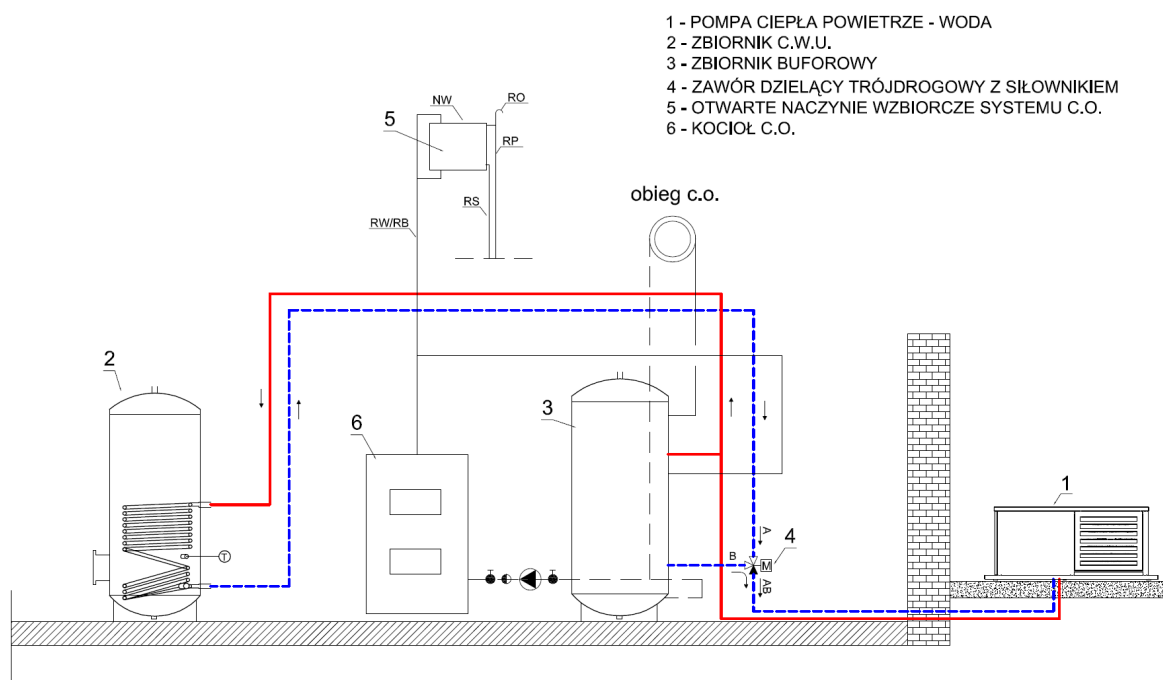 1 - POMPA CIEPŁA POWIETRZE - WODA
2 - ZBIORNIK C.W.U.
3 - ZBIORNIK BUFOROWY
4 - ZAWÓR DZIELĄCY TRÓJDROGOWY Z SIŁOWNIKIEM
5 - OTWARTE NACZYNIE WZBIORCZE SYSTEMU C.O.
6 - KOCIOŁ C.O.
NW
RO
5
RP
RS
RW/RB
obieg c.o.
2
3
6
1
A
B
4
M
AB
T